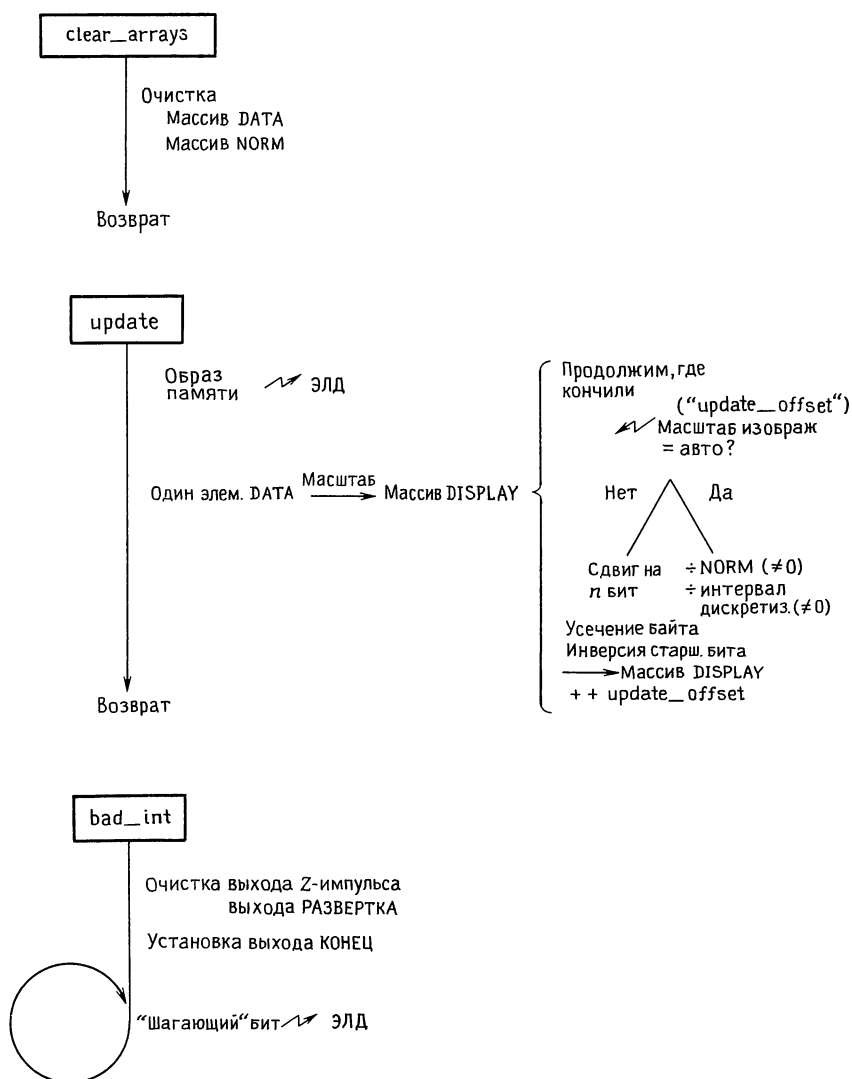 clear_arrays
Очистка
Массив DATA
Массив NORM
Возврат
update
Образ
памяти
ЭЛД
Один элем. DATA
Масштаб
Массив DISPLAY
Продолжим, где
кончили
(“update_offset“)
Масштаб изображ
= авто?
Нет Да
Сдвиг на
n бит
÷ NORM (≠0)
÷ интервал
дискретиз.(≠0)
Усечение байта
Инверсия старш. бита
Массив DISPLAY
+ + update_offset
Возврат
bad_int
Очистка выхода Z-импульса
выхода РАЗВЕРТКА
Установка выхода КОНЕЦ
“Шагающий“ бит ЭЛД